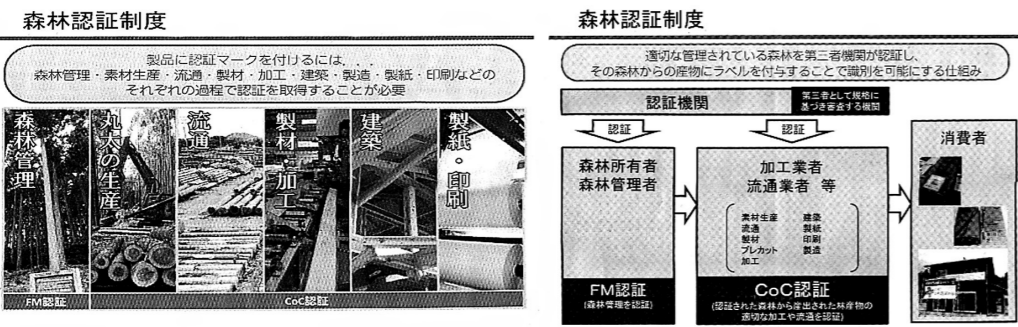 森林認証制度
製品に認証マークを付けるには．．．
森林管理・素材生産・流通・製材・加工・建築・製造・製紙・印刷などの
それぞれの過程で認証を取得することが必要
森林管理
丸太の生産
流通
製材・加工
建築
製紙・印刷
FM認証
CoC認証
森林認証制度
適切な管理されている森林を第三者機関が認証し、
その森林からの産物にラベルを付与することで識別を可能にする仕組み
認証機関
第三者として規格に
基づき審査する機関
認証
認証
森林所有者
森林管理者
FM認証
(森林管理を認証)
加工業者
流通業者 等
素材生産
流通
製材
プレカット
加工
建築
製紙
印刷
製造
CoC認証
(認証された森林から産出された林産物の
適切な加工や流通を認証)
消費者